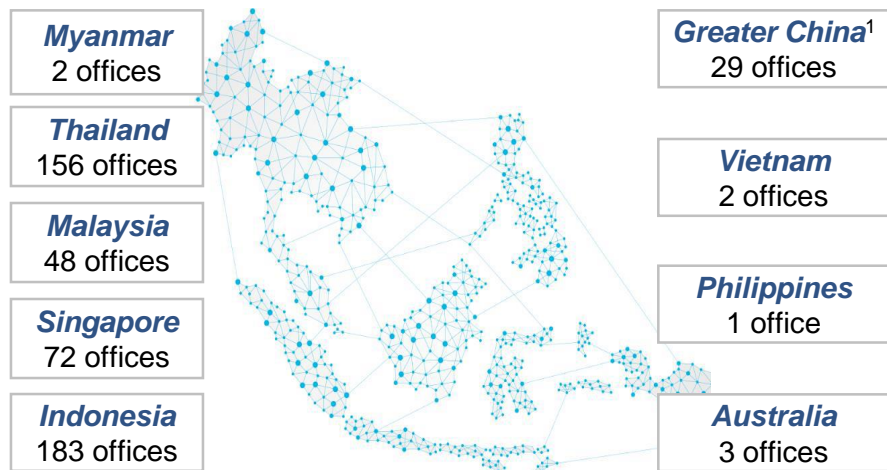 Myanmar
2 offices
Thailand
156 offices
Malaysia
48 offices
Singapore
72 offices
Indonesia
183 offices
Greater China¹
29 offices
Vietnam
2 offices
Philippines
1 office
Australia
3 offices